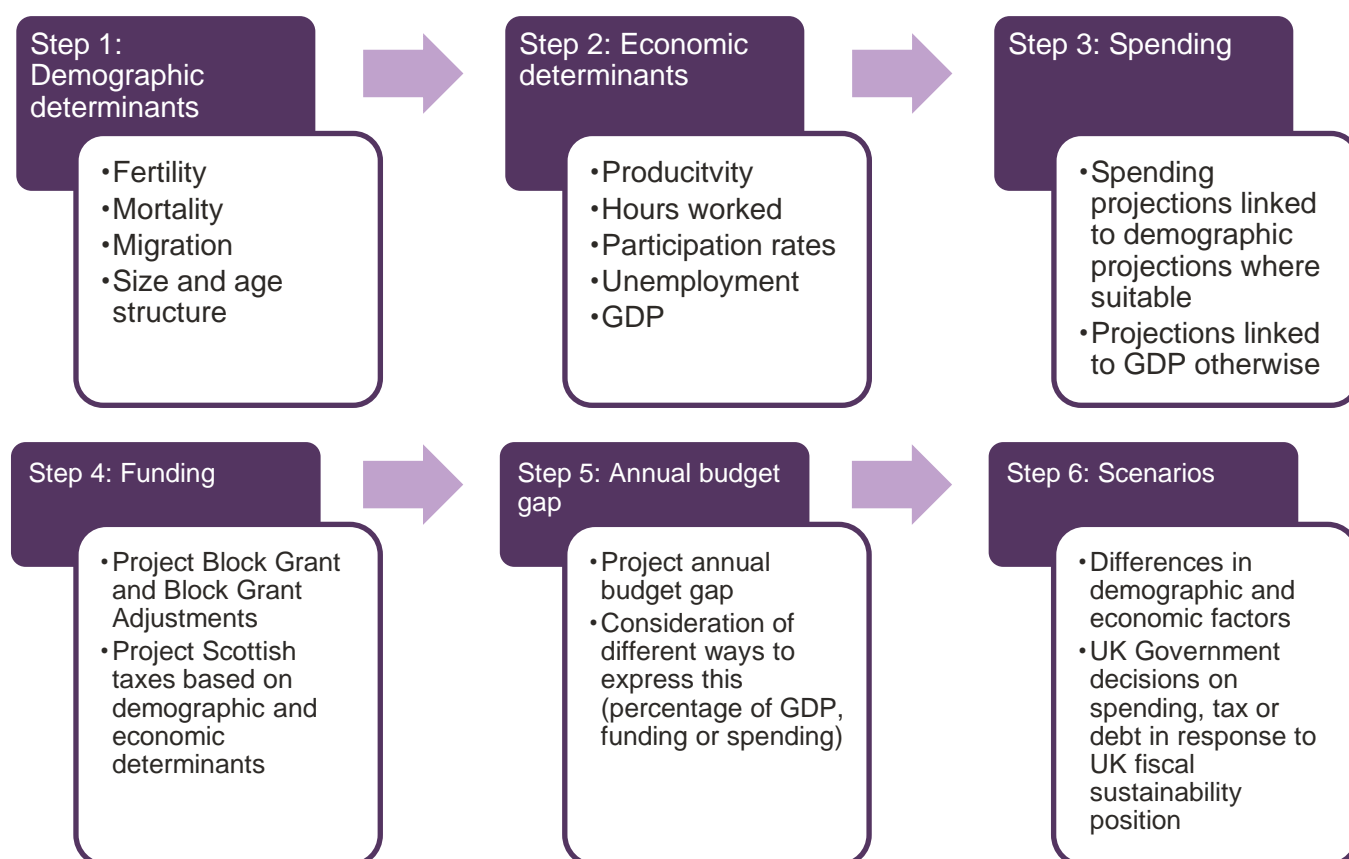 Step 1:
Demographic
determinants
•Fertility
•Mortality
•Migration
•Size and age
structure
Step 2: Economic
determinants
•Producitvity
•Hours worked
•Participation rates
•Unemployment
•GDP
Step 3: Spending
•Spending
projections linked
to demographic
projections where
suitable
•Projections linked
to GDP otherwise
Step 4: Funding
•Project Block Grant
and Block Grant
Adjustments
•Project Scottish
taxes based on
demographic and
economic
determinants
Step 5: Annual budget
gap
•Project annual
budget gap
•Consideration of
different ways to
express this
(percentage of GDP,
funding or spending)
Step 6: Scenarios
•Differences in
demographic and
economic factors
•UK Government
decisions on
spending, tax or
debt in response to
UK fiscal
sustainability
position